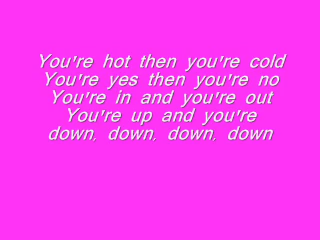 You're hot then you're cold
You're yes then you're no
You're in and you're out
You're up and you're
down, down, down, down